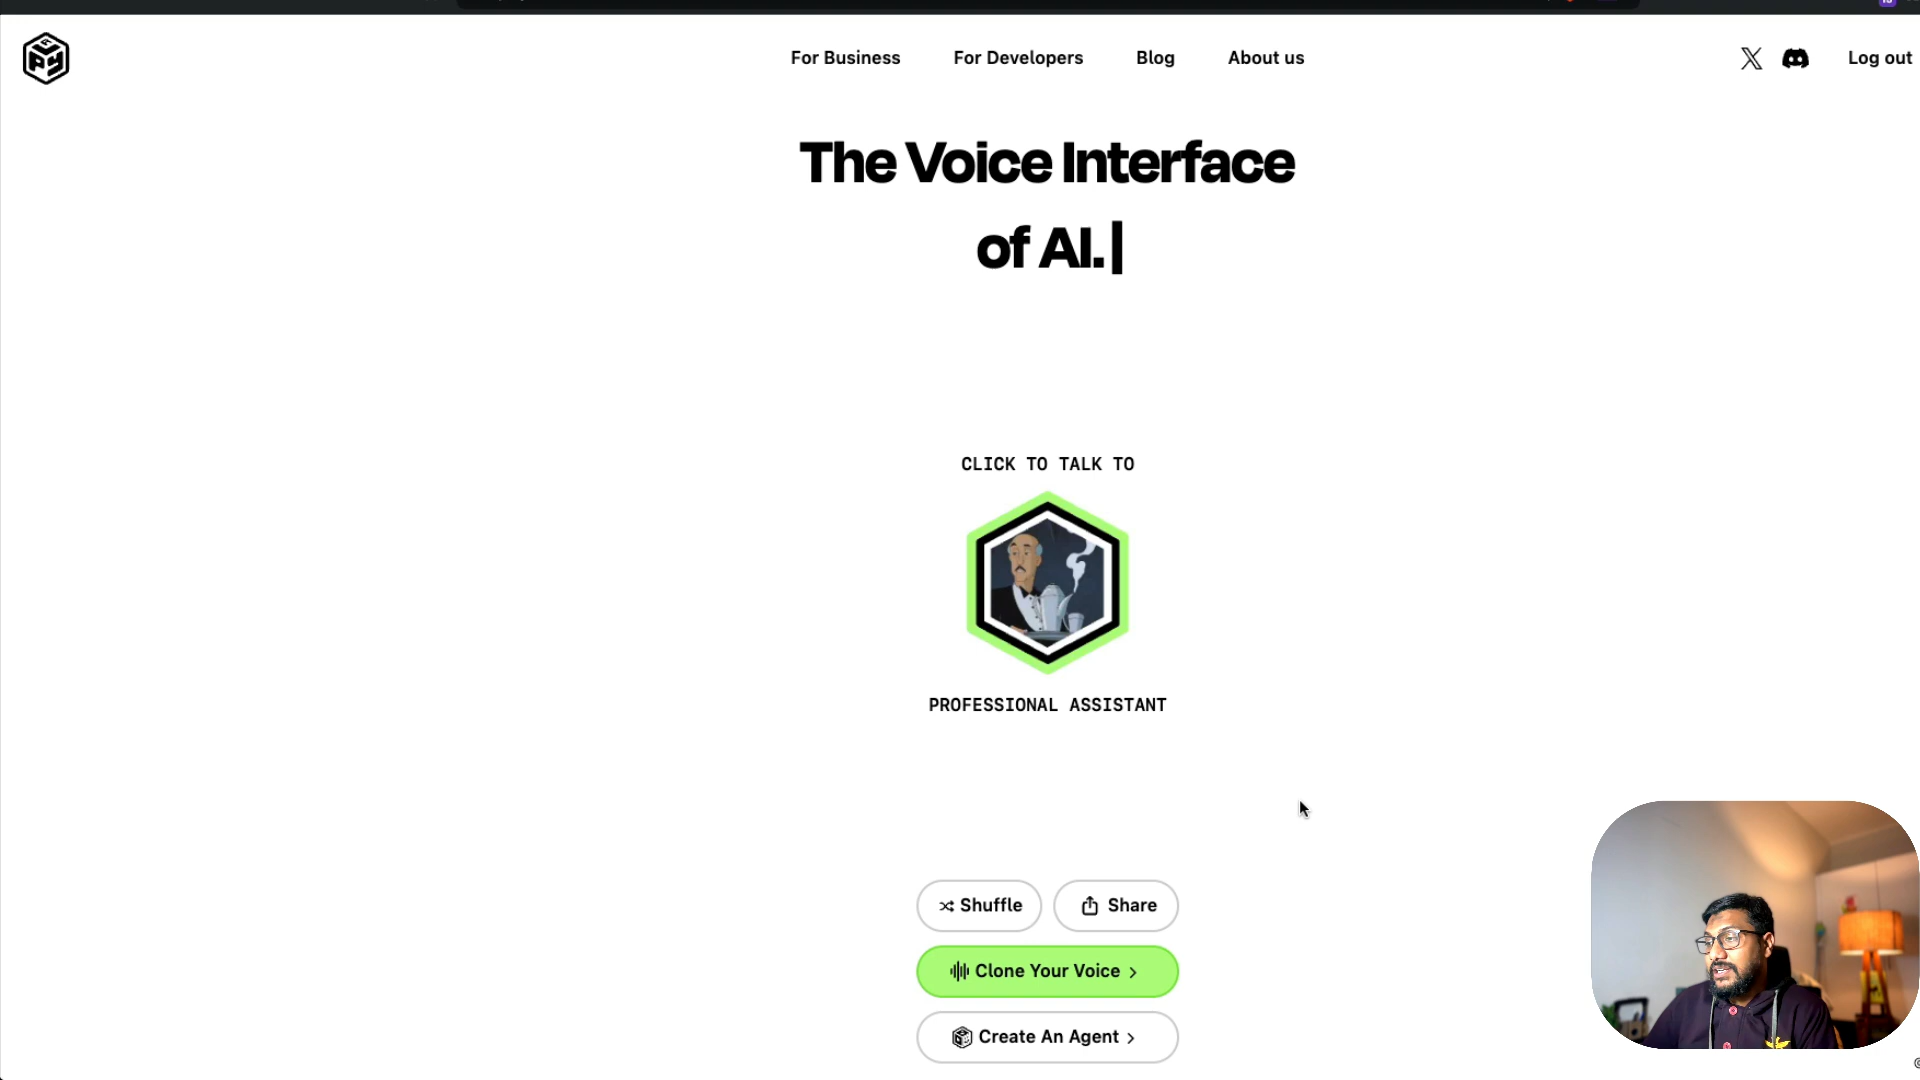 For Business
For Developers
Blog
About us
Log out
The Voice Interface
of AI.
CLICK TO TALK TO
PROFESSIONAL ASSISTANT
Shuffle
Share
Clone Your Voice
Create An Agent